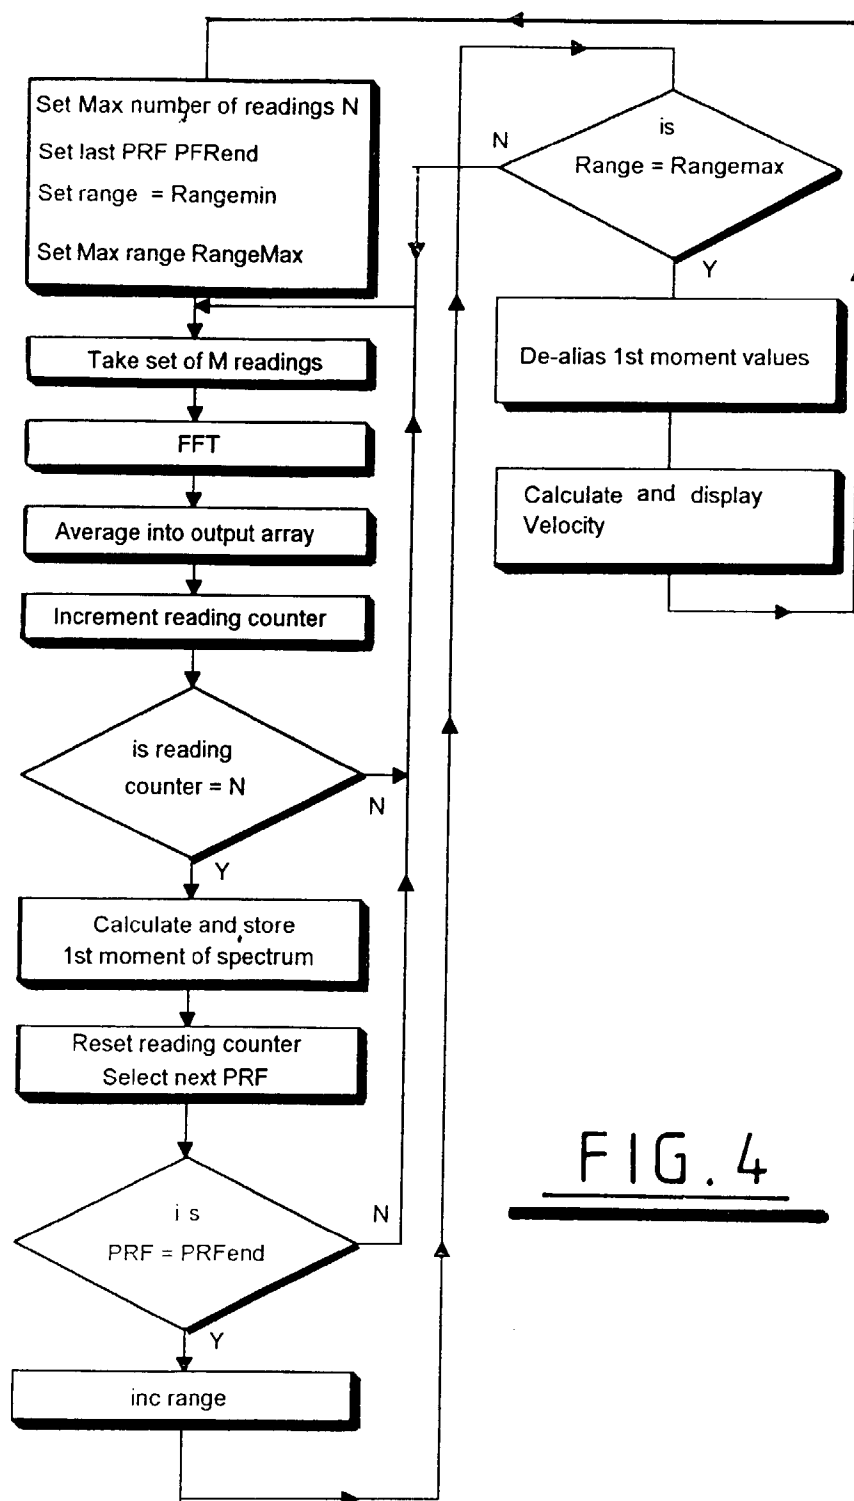 Set Max number of readings N
Set last PRF PFRend
Set range = Rangemin
Set Max range RangeMax
Take set of M readings
FFT
Average into output array
Increment reading counter
is reading
counter = N
N
Y
Calculate and store
1st moment of spectrum
Reset reading counter
Select next PRF
is
PRF = PRFend
N
Y
inc range
is
Range = Rangemax
N
Y
De-alias 1st moment values
Calculate and display
Velocity
FIG. 4